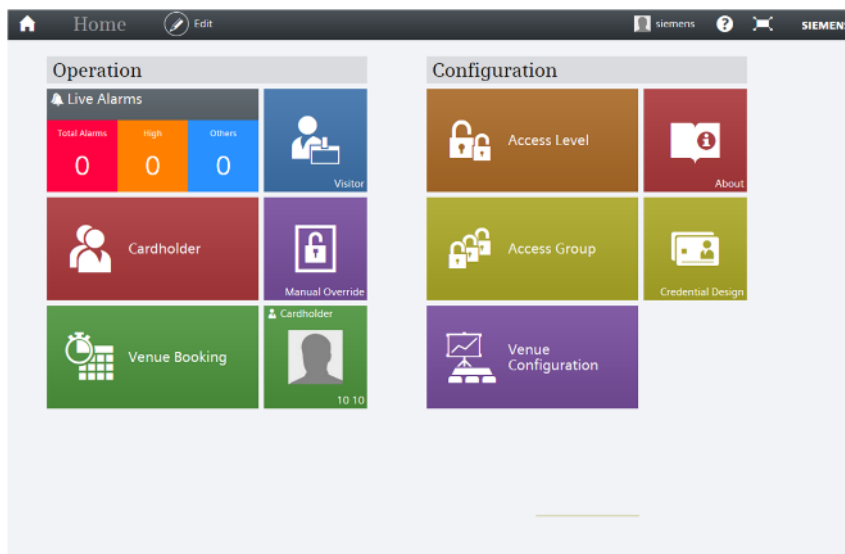 Home
Edit
siemens
?
SIEMENS
Operation
Configuration
Live Alarms
Total Alarms
High
Others
0
0
0
Visitor
Access Level
About
Cardholder
Manual Override
Access Group
Credential Design
Venue Booking
Cardholder
10 10
Venue
Configuration